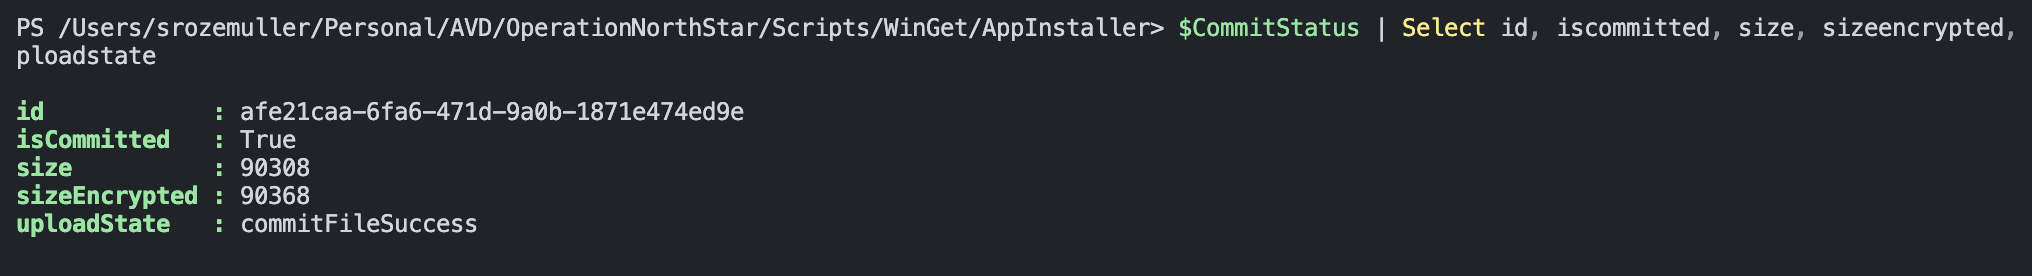 PS /Users/srozemuller/Personal/AVD/OperationNorthStar/Scripts/WinGet/AppInstaller> $CommitStatus | Select id, iscommitted, size, sizeencrypted,
ploadstate
id : afe21caa-6fa6-471d-9a0b-1871e474ed9e
isCommitted : True
size : 90308
sizeEncrypted : 90368
uploadState : commitFileSuccess